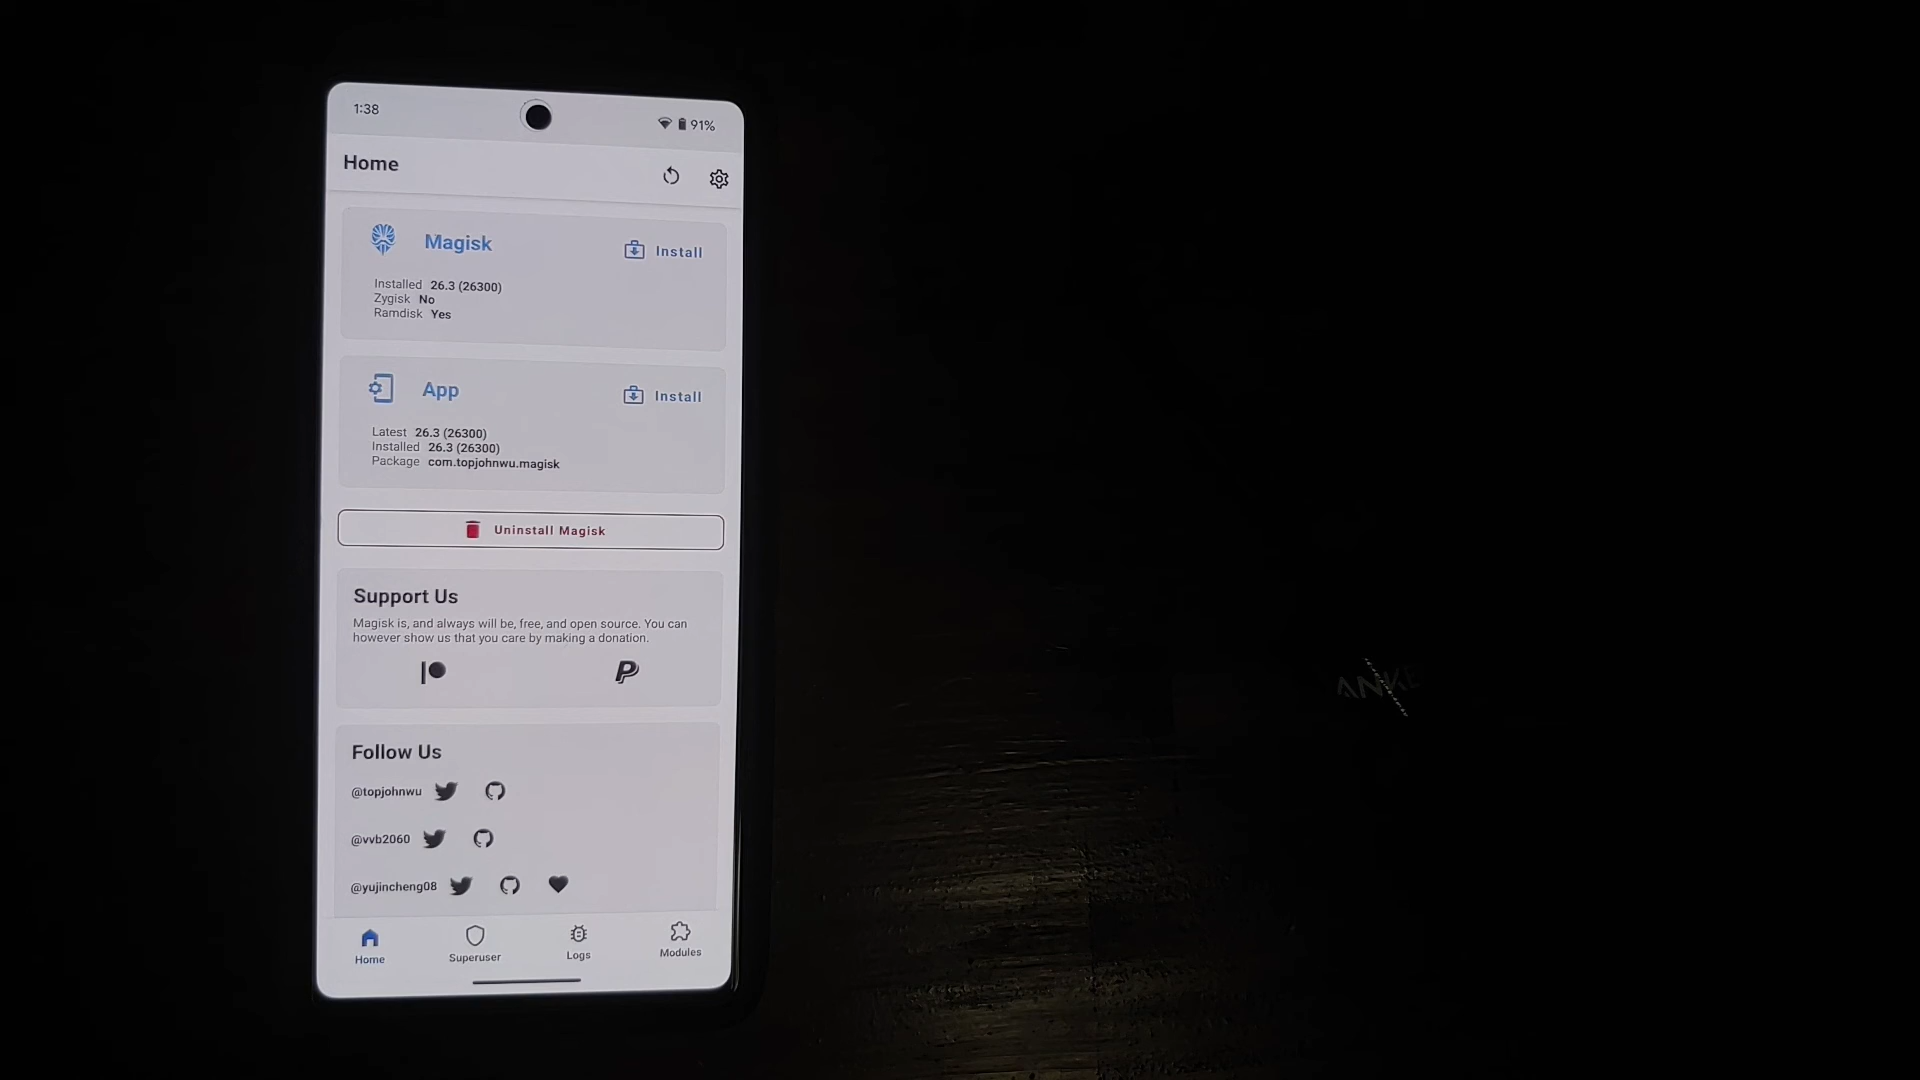 1:38
91%
Home
Magisk
Install
Installed 26.3 (26300)
Zygisk No
Ramdisk Yes
App
Install
Latest 26.3 (26300)
Installed 26.3 (26300)
Package com.topjohnwu.magisk
Uninstall Magisk
Support Us
Magisk is, and always will be, free, and open source. You can
however show us that you care by making a donation.
Follow Us
@topjohnwu
@vvb2060
@yujincheng08
Home
Superuser
Logs
Modules